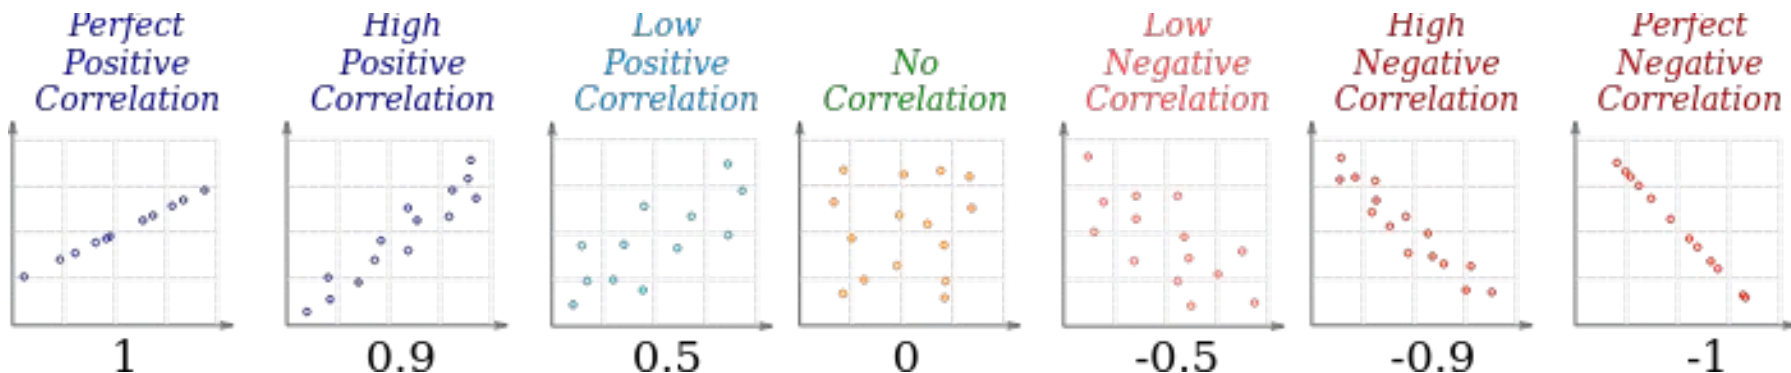 Perfect
Positive
Correlation
1
High
Positive
Correlation
0.9
Low
Positive
Correlation
0.5
No
Correlation
0
Low
Negative
Correlation
-0.5
High
Negative
Correlation
-0.9
Perfect
Negative
Correlation
-1